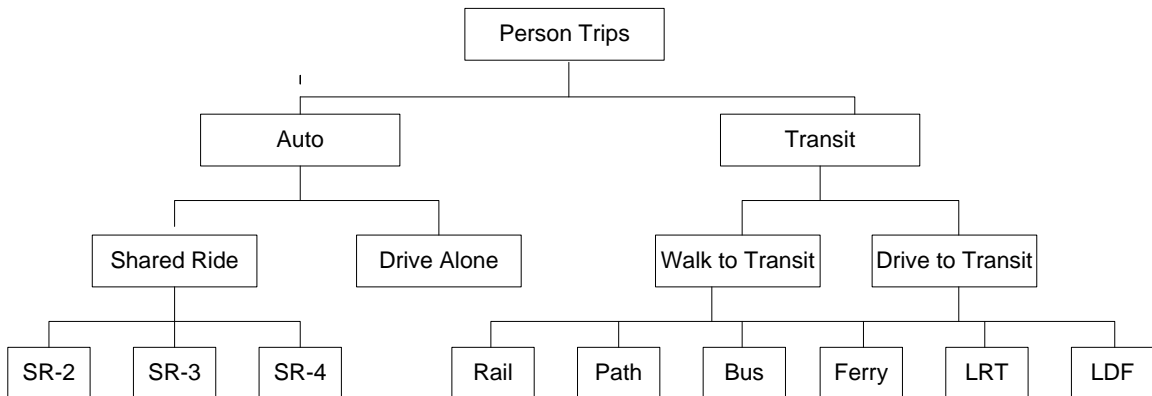 Person Trips
Auto
Transit
Shared Ride
Drive Alone
Walk to Transit
Drive to Transit
SR-2
SR-3
SR-4
Rail
Path
Bus
Ferry
LRT
LDF